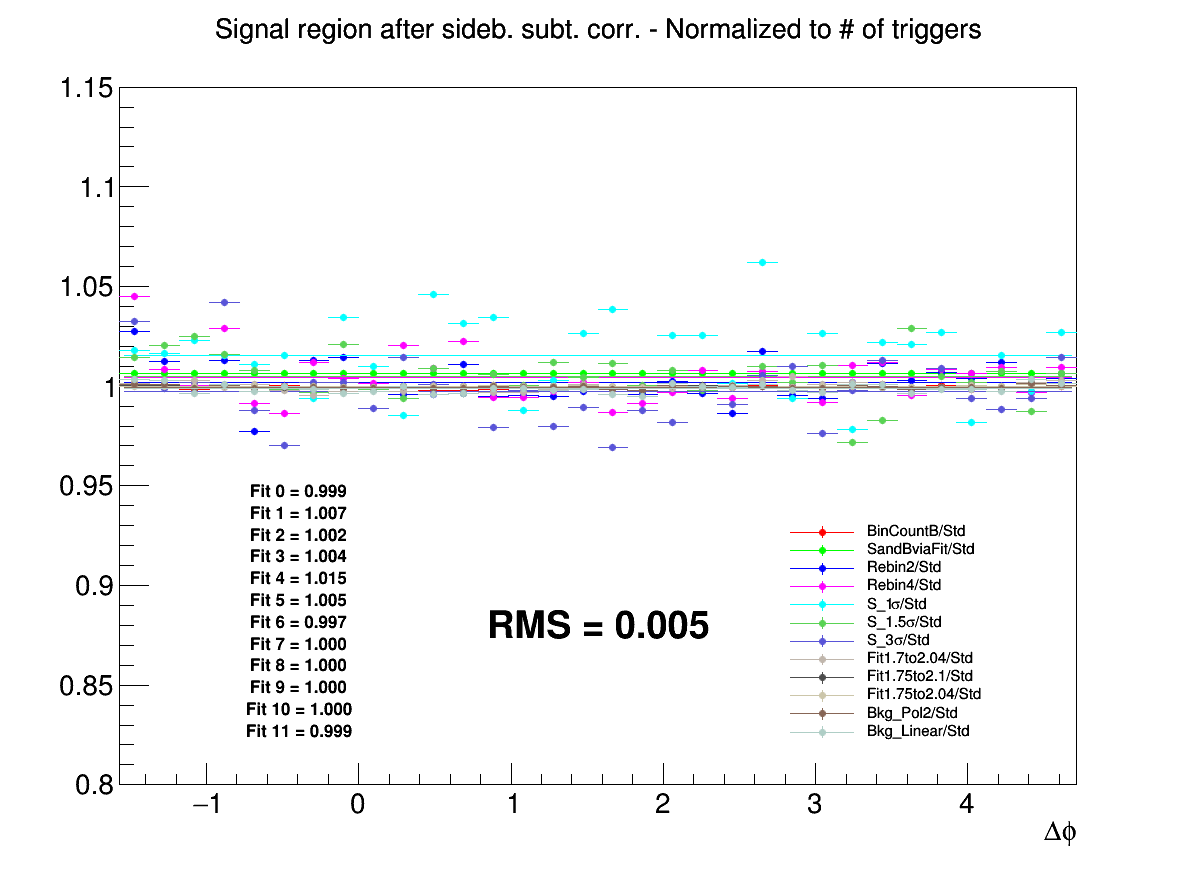 Signal region after sideb. subt. corr. - Normalized to # of triggers
1.15
1.1
1.05
1
0.95
0.9
0.85
0.8
Fit 0 = 0.999
Fit 1 = 1.007
Fit 2 = 1.002
Fit 3 = 1.004
Fit 4 = 1.015
Fit 5 = 1.005
Fit 6 = 0.997
Fit 7 = 1.000
Fit 8 = 1.000
Fit 9 = 1.000
Fit 10 = 1.000
Fit 11 = 0.999
RMS = 0.005
BinCountB/Std
SandBviaFit/Std
Rebin2/Std
Rebin4/Std
S_1σ/Std
S_1.5σ/Std
S_3σ/Std
Fit1.7to2.04/Std
Fit1.75to2.1/Std
Fit1.75to2.04/Std
Bkg_Pol2/Std
Bkg_Linear/Std
−1 0 1 2 3 4
Δϕ